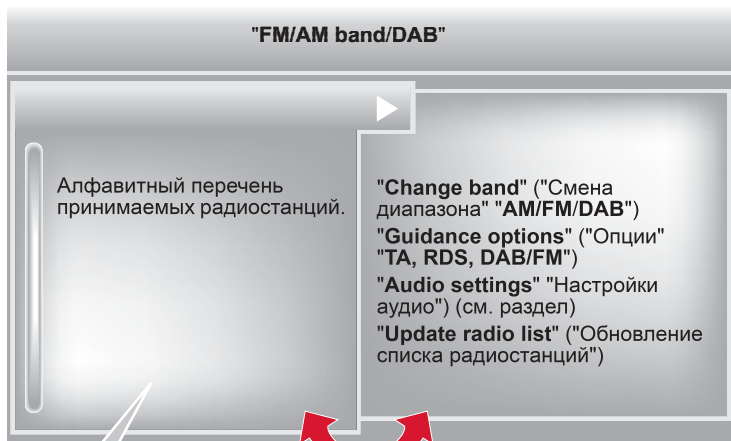 "FM/AM band/DAB"
Алфавитный перечень
принимаемых радиостанций.
"Change band" ("Смена
диапазона" "AM/FM/DAB")
"Guidance options" ("Опции"
"TA, RDS, DAB/FM")
"Audio settings" "Настройки
аудио") (см. раздел)
"Update radio list" ("Обновление
списка радиостанций")